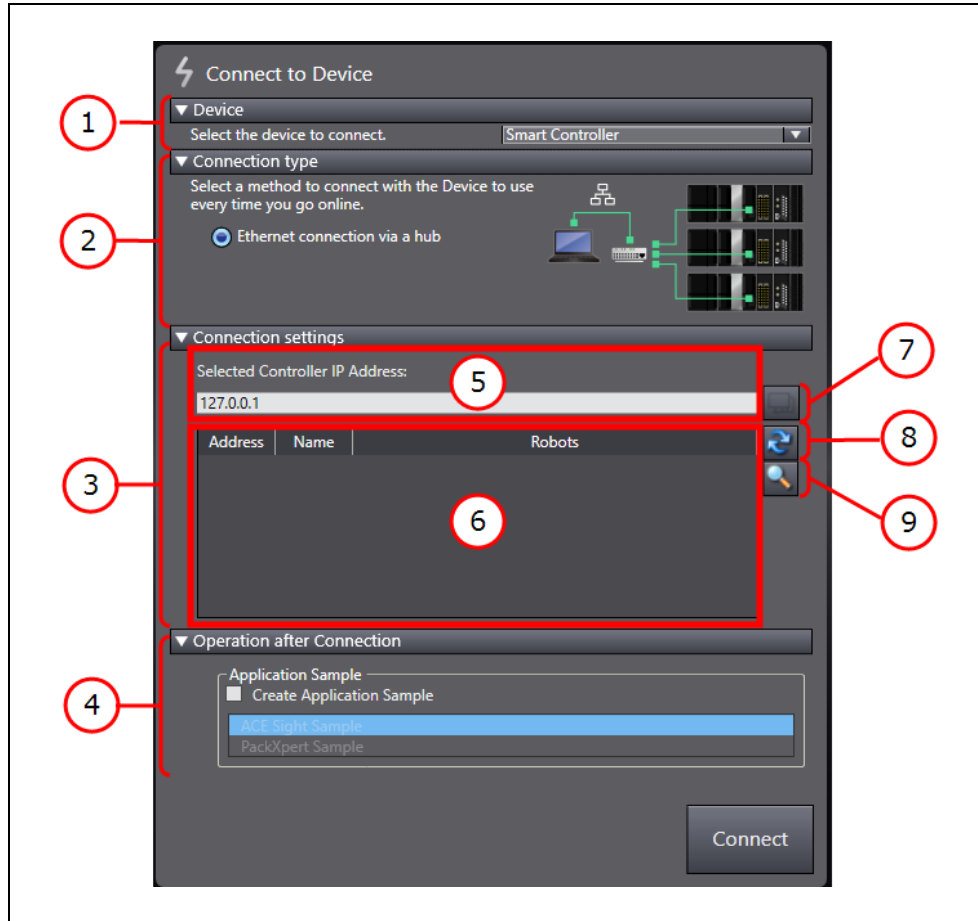 Connect to Device
1
Device
Select the device to connect.
Smart Controller
2
Connection type
Select a method to connect with the Device to use
every time you go online.
Ethernet connection via a hub
3
Connection settings
Selected Controller IP Address:
5
7
127.0.0.1
Address Name Robots
8
6
9
4
Operation after Connection
Application Sample
Create Application Sample
ACE Sight Sample
PackXpert Sample
Connect